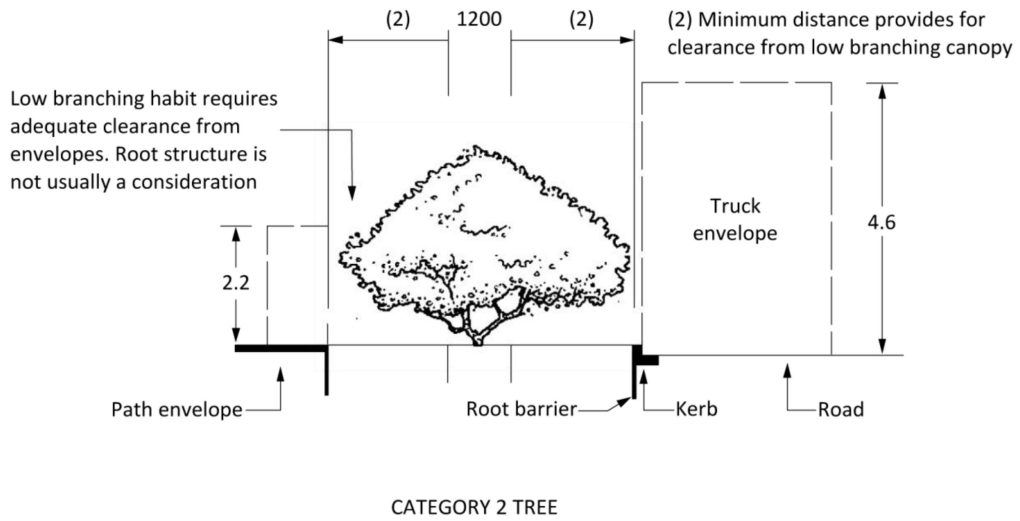 (2) 1200 (2)
(2) Minimum distance provides for
clearance from low branching canopy
Low branching habit requires
adequate clearance from
envelopes. Root structure is
not usually a consideration
Truck
envelope
4.6
2.2
Path envelope
Root barrier
Kerb
Road
CATEGORY 2 TREE